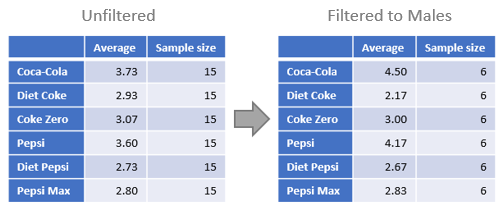 Unfiltered
Average Sample size
Coca-Cola 3.73 15
Diet Coke 2.93 15
Coke Zero 3.07 15
Pepsi 3.60 15
Diet Pepsi 2.73 15
Pepsi Max 2.80 15
Filtered to Males
Average Sample size
Coca-Cola 4.50 6
Diet Coke 2.17 6
Coke Zero 3.00 6
Pepsi 4.17 6
Diet Pepsi 2.67 6
Pepsi Max 2.83 6